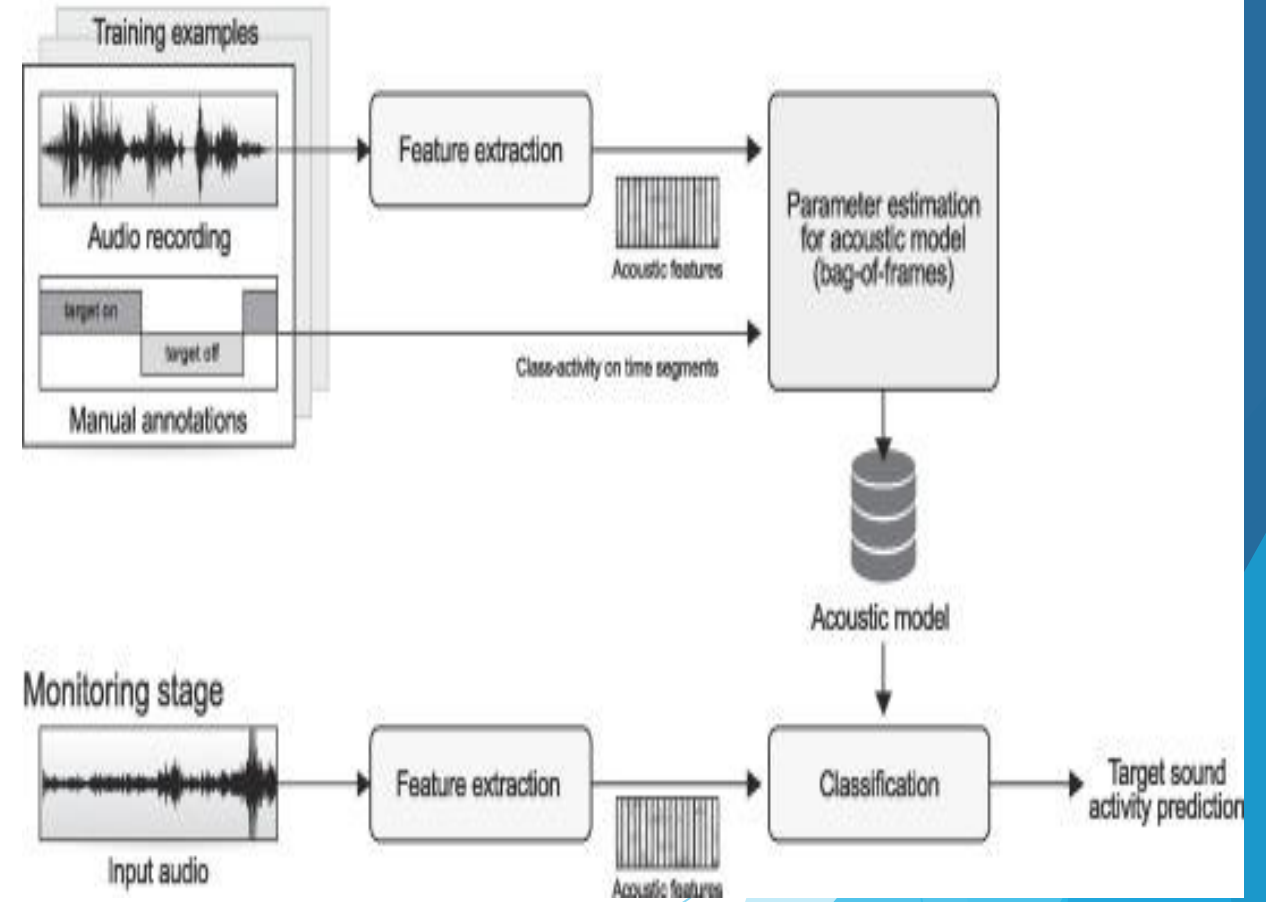 Training examples
Audio recording
target on
target off
Manual annotations
Feature extraction
Acoustic features
Class-activity on time segments
Parameter estimation
for acoustic model
(bag-of-frames)
Acoustic model
Monitoring stage
Input audio
Feature extraction
Acoustic features
Classification
Target sound
activity prediction